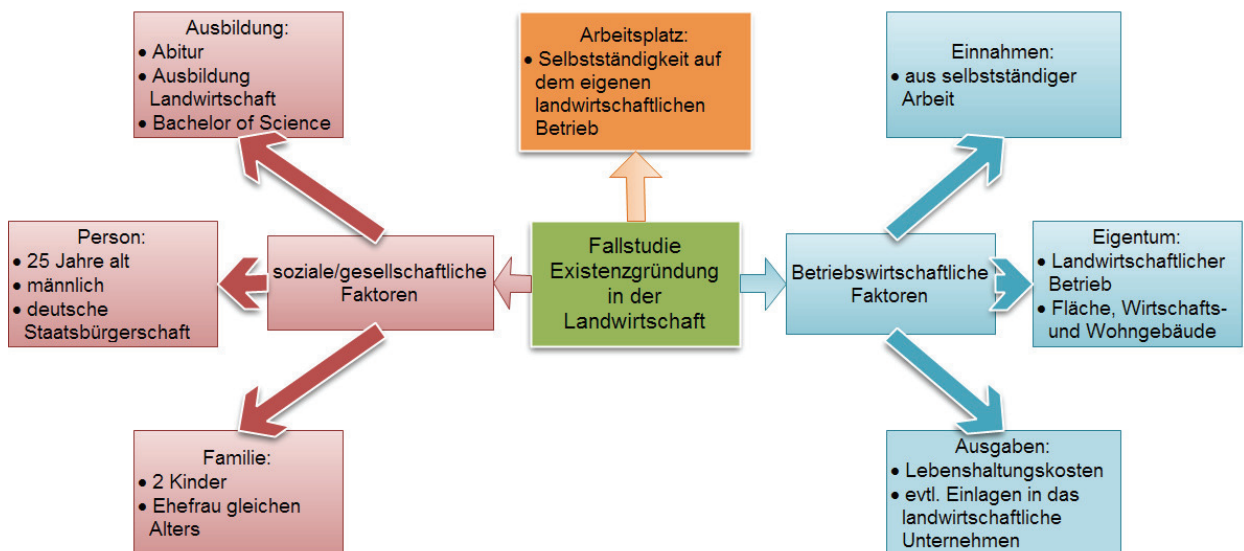 Ausbildung:
• Abitur
• Ausbildung
Landwirtschaft
• Bachelor of Science
Arbeitsplatz:
• Selbstständigkeit auf
dem eigenen
landwirtschaftlichen
Betrieb
Einnahmen:
• aus selbstständiger
Arbeit
Person:
• 25 Jahre alt
• männlich
• deutsche
Staatsbürgerschaft
soziale/gesellschaftliche
Faktoren
Fallstudie
Existenzgründung
in der
Landwirtschaft
Betriebswirtschaftliche
Faktoren
Eigentum:
• Landwirtschaftlicher
Betrieb
• Fläche, Wirtschafts-
und Wohngebäude
Familie:
• 2 Kinder
• Ehefrau gleichen
Alters
Ausgaben:
• Lebenshaltungskosten
• evtl. Einlagen in das
landwirtschaftliche
Unternehmen